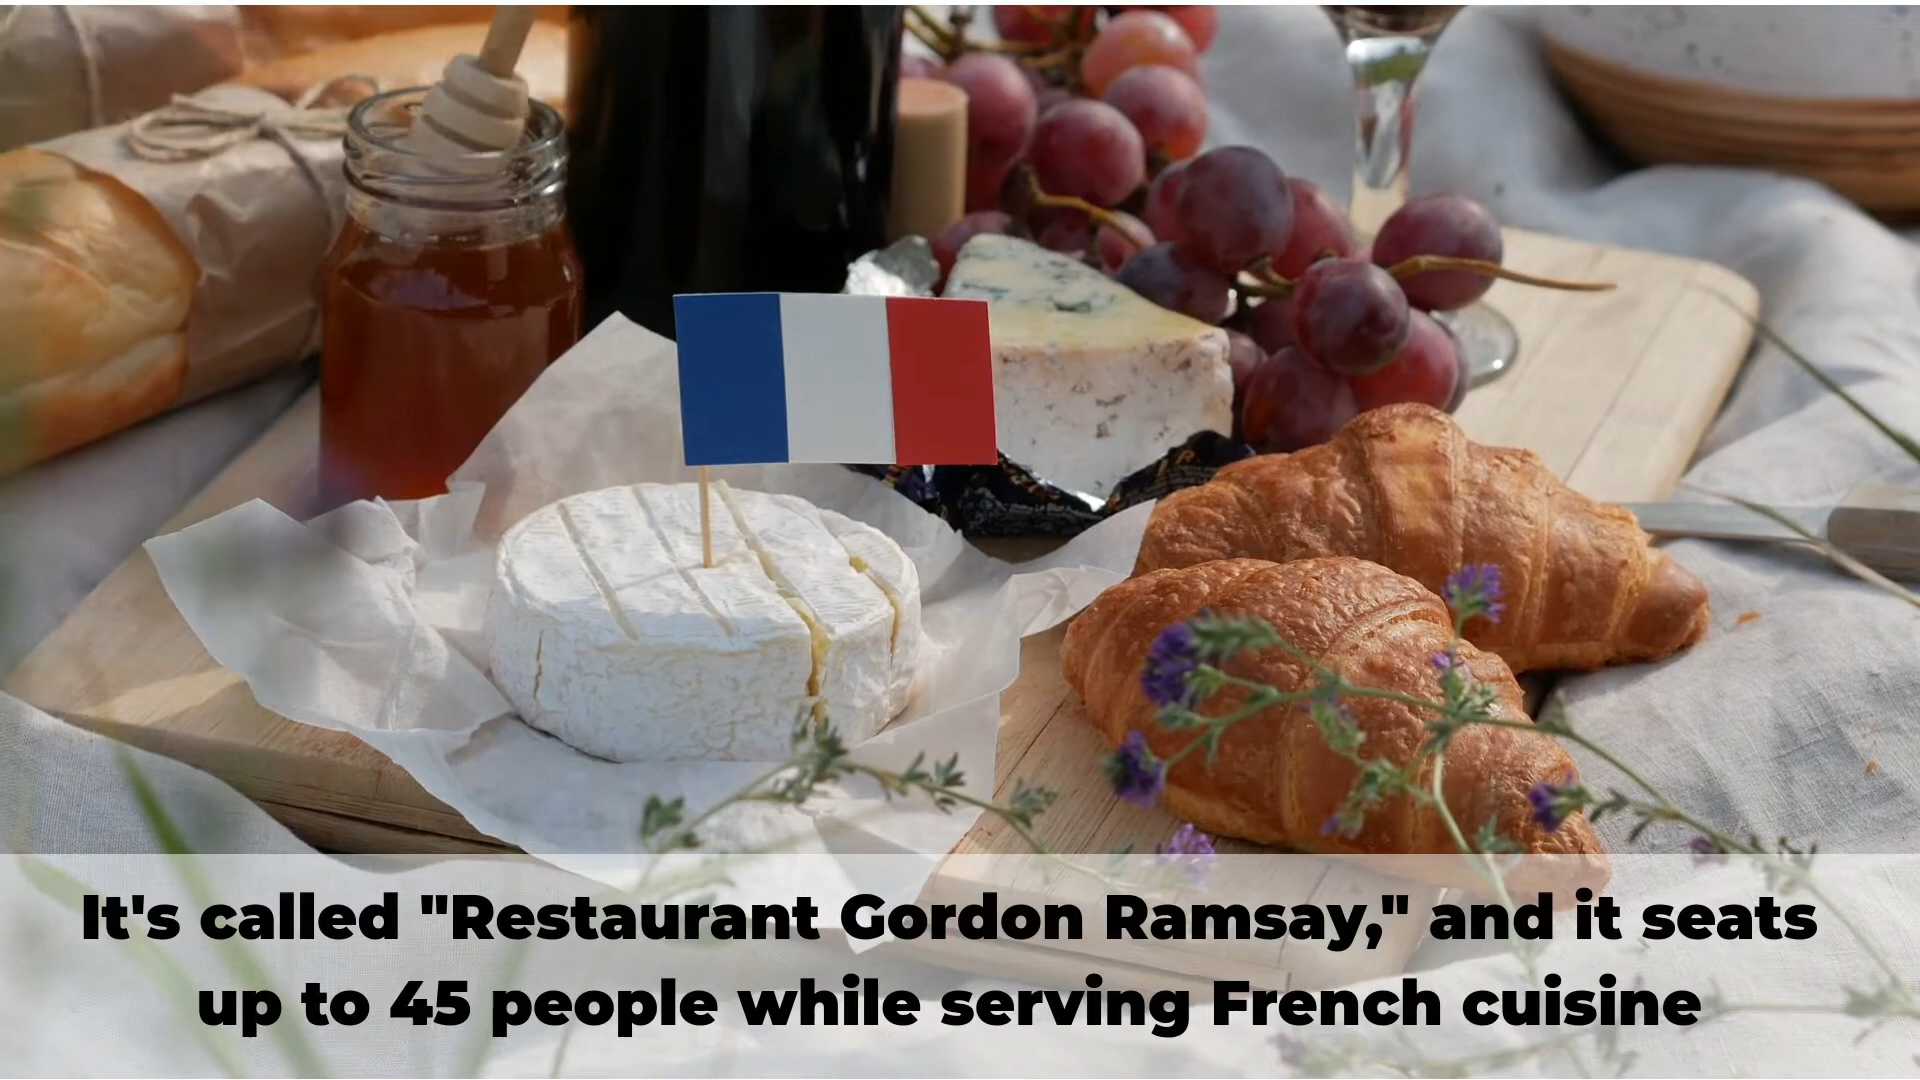 It's called "Restaurant Gordon Ramsay," and it seats
up to 45 people while serving French cuisine